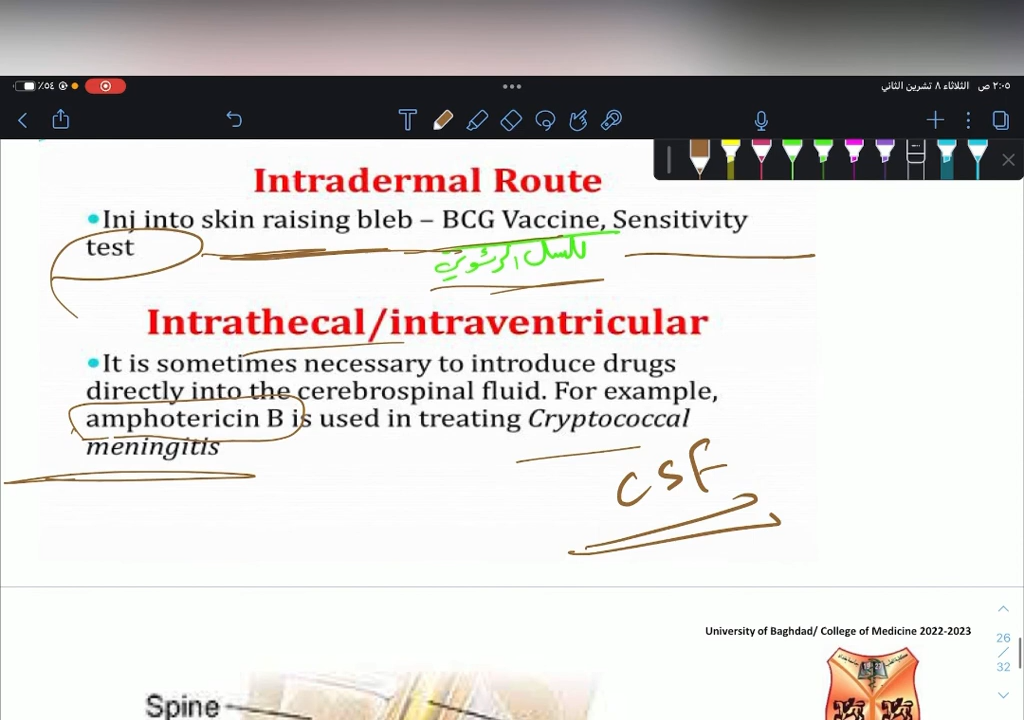 ٪٥٤
٢:٠٥ ص الثلاثاء ٨ تشرين الثاني
Intradermal Route
•Inj into skin raising bleb – BCG Vaccine, Sensitivity
test
للسل الرئوي
Intrathecal/intraventricular
•It is sometimes necessary to introduce drugs
directly into the cerebrospinal fluid. For example,
amphotericin B is used in treating Cryptococcal
meningitis
CSF
University of Baghdad/ College of Medicine 2022-2023
26
/
32
Spine